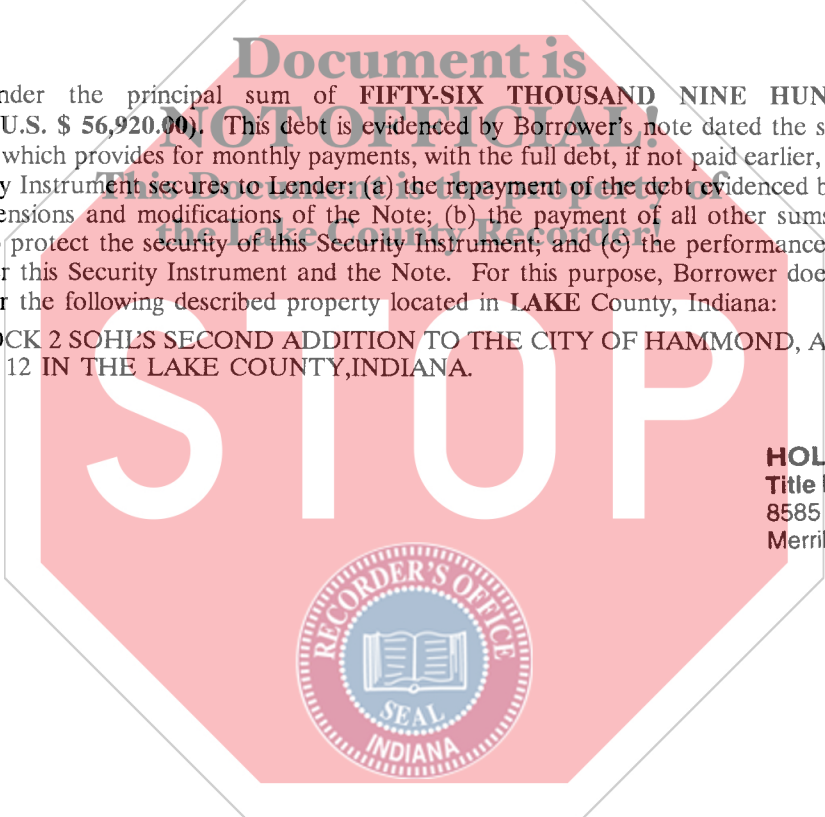 Document is
nder the principal sum of FIFTY-SIX THOUSAND NINE HUN
NOT OFFICIAL!
U.S. $ 56,920.00). This debt is evidenced by Borrower's note dated the s
which provides for monthly payments, with the full debt, if not paid earlier,
This Document is the property of
y Instrument secures to Lender: (a) the repayment of the debt evidenced b
ensions and modifications of the Note; (b) the payment of all other sums
the Lake County Recorder!
protect the security of this Security Instrument; and (c) the performance
r this Security Instrument and the Note. For this purpose, Borrower doe
r the following described property located in LAKE County, Indiana:
OCK 2 SOHL'S SECOND ADDITION TO THE CITY OF HAMMOND, A
12 IN THE LAKE COUNTY,INDIANA.
STOP
HOL
Title
8585
Merril
RECORDER'S OFFICE
SEAL
INDIANA